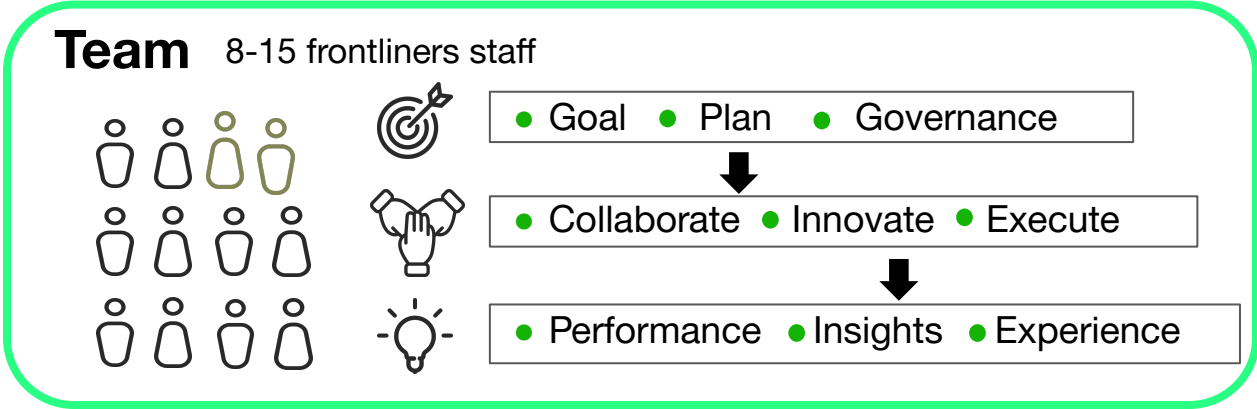 Team 8-15 frontliners staff
• Goal • Plan • Governance
• Collaborate • Innovate • Execute
• Performance • Insights • Experience